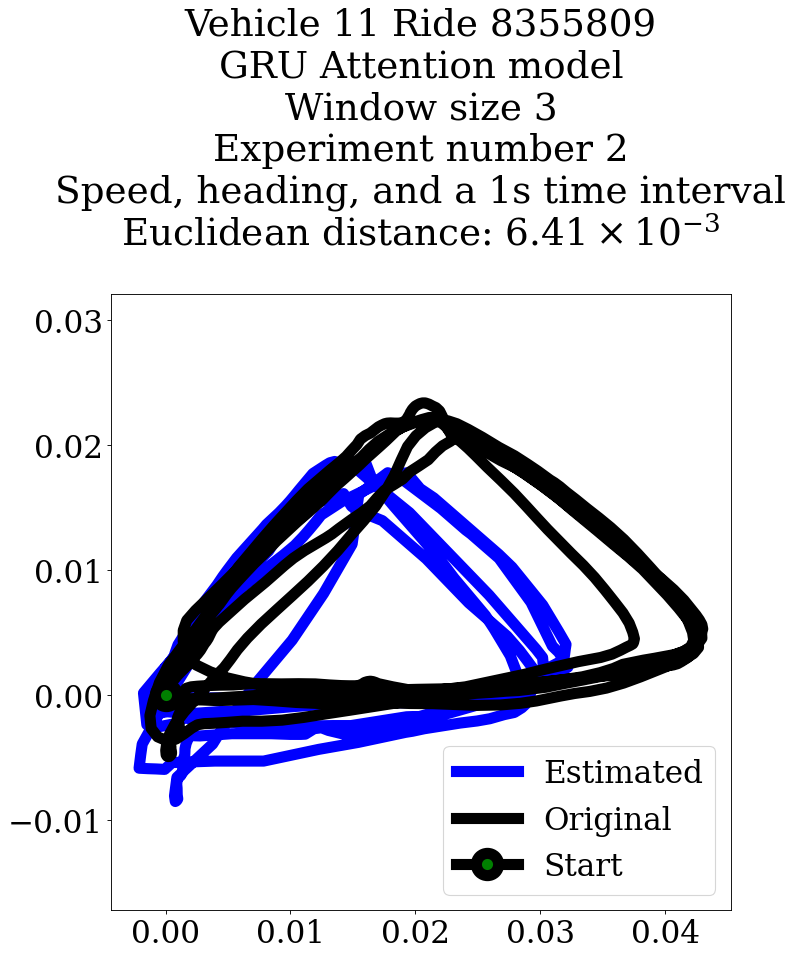 Vehicle 11 Ride 8355809
GRU Attention model
Window size 3
Experiment number 2
Speed, heading, and a 1s time interval
Euclidean distance: 6.41 × 10⁻³
0.03
0.02
0.01
0.00
−0.01
Estimated
Original
Start
0.00 0.01 0.02 0.03 0.04